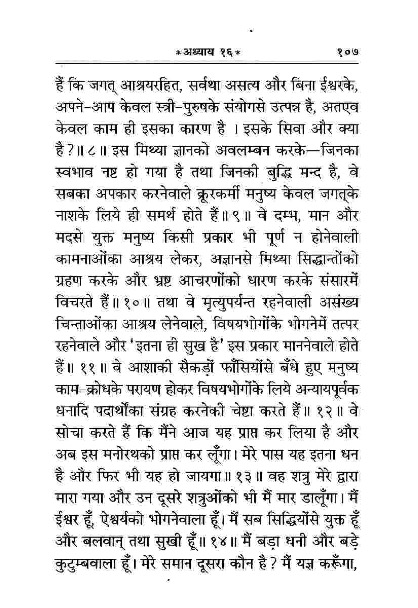 *अध्याय १६* १०७
हैं कि जगत् आश्रयरहित, सर्वथा असत्य और बिना ईश्वरके,
अपने-आप केवल स्त्री-पुरुषके संयोगसे उत्पन्न है, अतएव
केवल काम ही इसका कारण है । इसके सिवा और क्या
है ?॥ ८॥ इस मिथ्या ज्ञानको अवलम्बन करके—जिनका
स्वभाव नष्ट हो गया है तथा जिनकी बुद्धि मन्द है, वे
सबका अपकार करनेवाले क्रूरकर्मी मनुष्य केवल जगत्के
नाशके लिये ही समर्थ होते हैं॥ ९॥ वे दम्भ, मान और
मदसे युक्त मनुष्य किसी प्रकार भी पूर्ण न होनेवाली
कामनाओंका आश्रय लेकर, अज्ञानसे मिथ्या सिद्धान्तोंको
ग्रहण करके और भ्रष्ट आचरणोंको धारण करके संसारमें
विचरते हैं॥ १०॥ तथा वे मृत्युपर्यन्त रहनेवाली असंख्य
चिन्ताओंका आश्रय लेनेवाले, विषयभोगोंके भोगनेमें तत्पर
रहनेवाले और 'इतना ही सुख है' इस प्रकार माननेवाले होते
हैं॥ ११॥ वे आशाकी सैकड़ों फाँसियोंसे बँधे हुए मनुष्य
काम-क्रोधके परायण होकर विषयभोगोंके लिये अन्यायपूर्वक
धनादि पदार्थोंका संग्रह करनेकी चेष्टा करते हैं॥ १२॥ वे
सोचा करते हैं कि मैंने आज यह प्राप्त कर लिया है और
अब इस मनोरथको प्राप्त कर लूँगा। मेरे पास यह इतना धन
है और फिर भी यह हो जायगा॥ १३॥ वह शत्रु मेरे द्वारा
मारा गया और उन दूसरे शत्रुओंको भी मैं मार डालूँगा। मैं
ईश्वर हूँ, ऐश्वर्यको भोगनेवाला हूँ। मैं सब सिद्धियोंसे युक्त हूँ
और बलवान् तथा सुखी हूँ॥ १४॥ मैं बड़ा धनी और बड़े
कुटुम्बवाला हूँ। मेरे समान दूसरा कौन है ? मैं यज्ञ करूँगा,